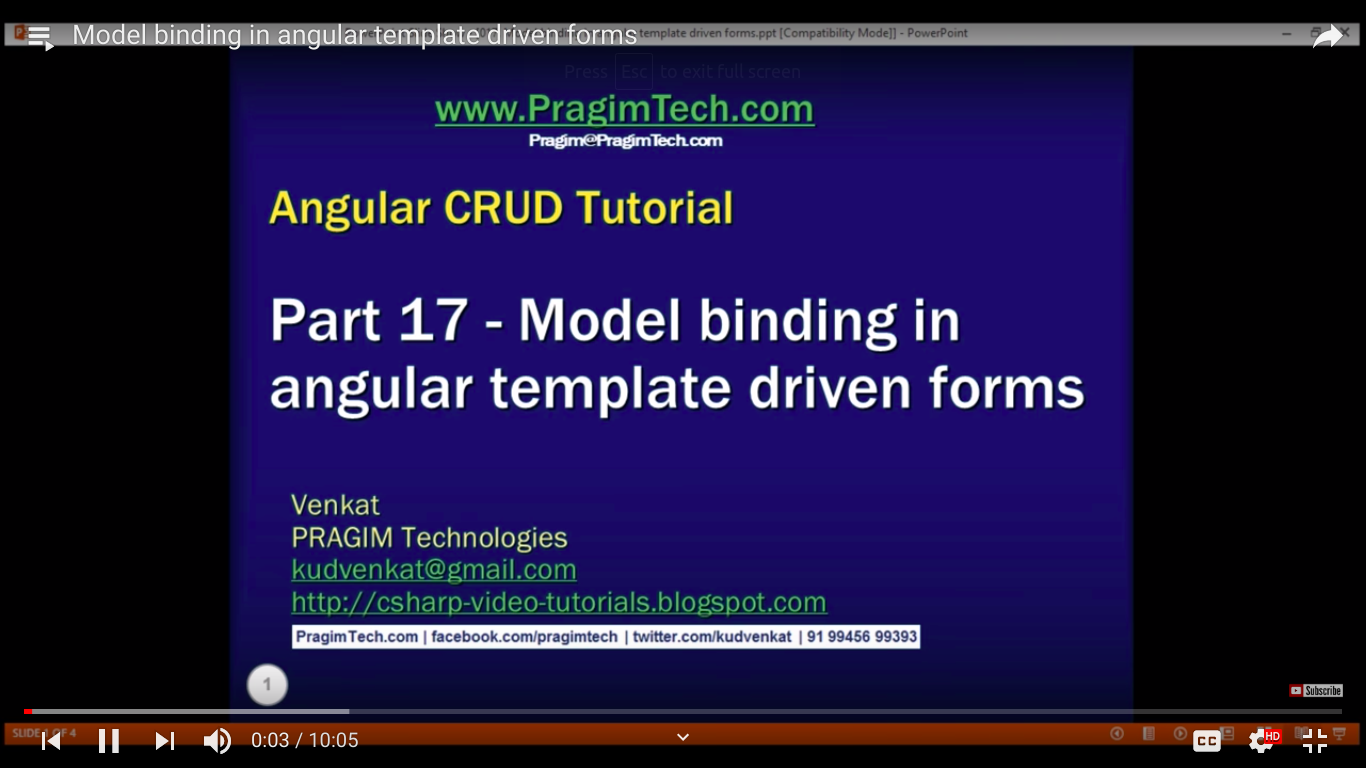 Model binding in angular template driven forms
template driven forms.ppt [Compatibility Mode]] - PowerPoint
Press Esc to exit full screen
www.PragimTech.com
Pragim@PragimTech.com
Angular CRUD Tutorial
Part 17 - Model binding in
angular template driven forms
Venkat
PRAGIM Technologies
kudvenkat@gmail.com
http://csharp-video-tutorials.blogspot.com
PragimTech.com | facebook.com/pragimtech | twitter.com/kudvenkat | 91 99456 99393
1
Subscribe
SLIDE 1 OF 4
0:03 / 10:05
CC
HD